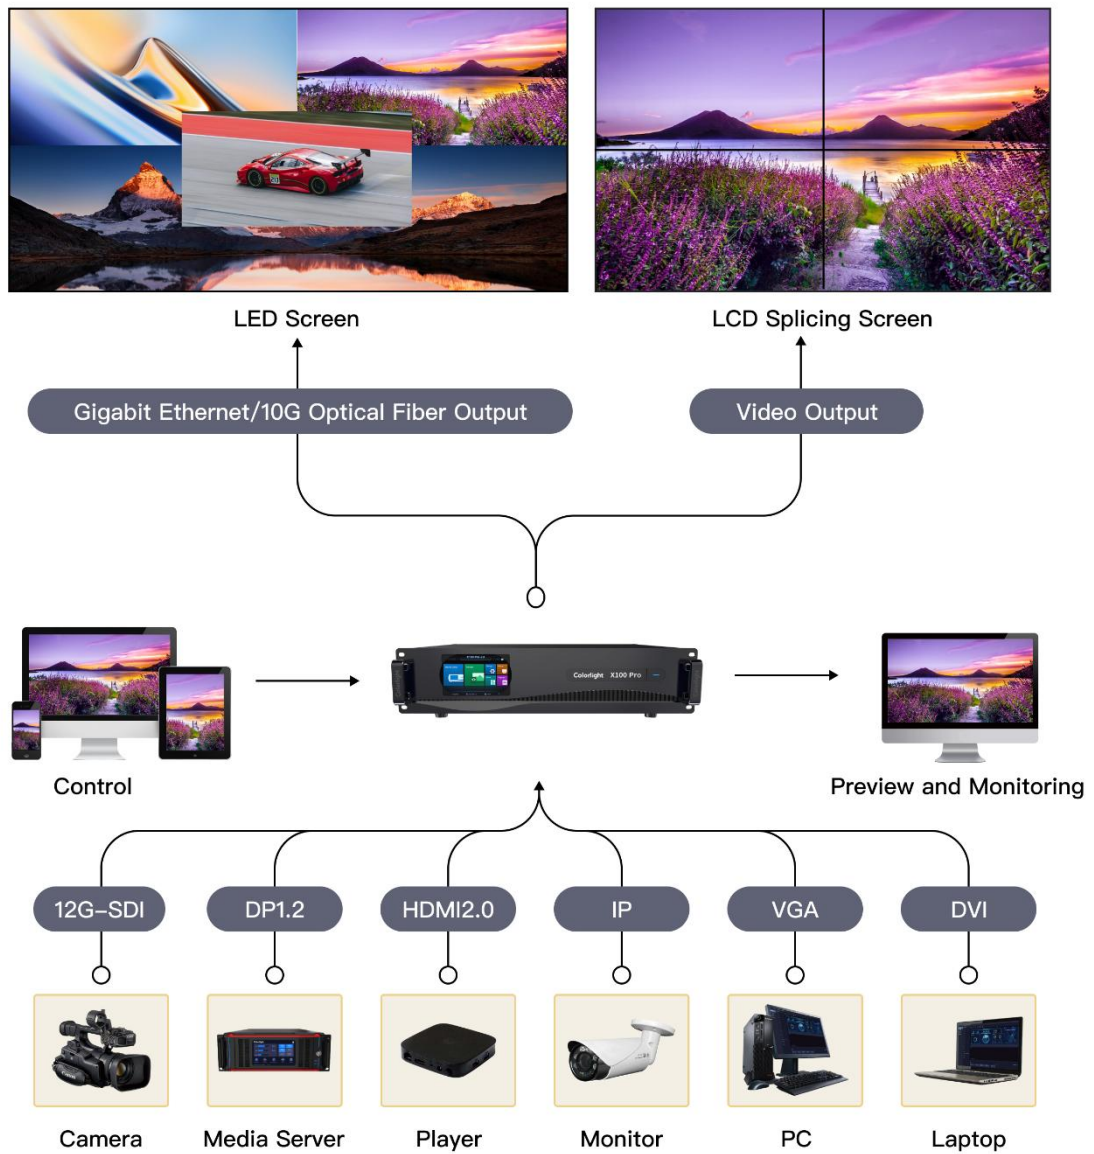 LED Screen
LCD Splicing Screen
Gigabit Ethernet/10G Optical Fiber Output
Video Output
Colorlight X100 Pro
Control
Preview and Monitoring
12G-SDI
DP1.2
HDMI2.0
IP
VGA
DVI
Camera
Media Server
Player
Monitor
PC
Laptop